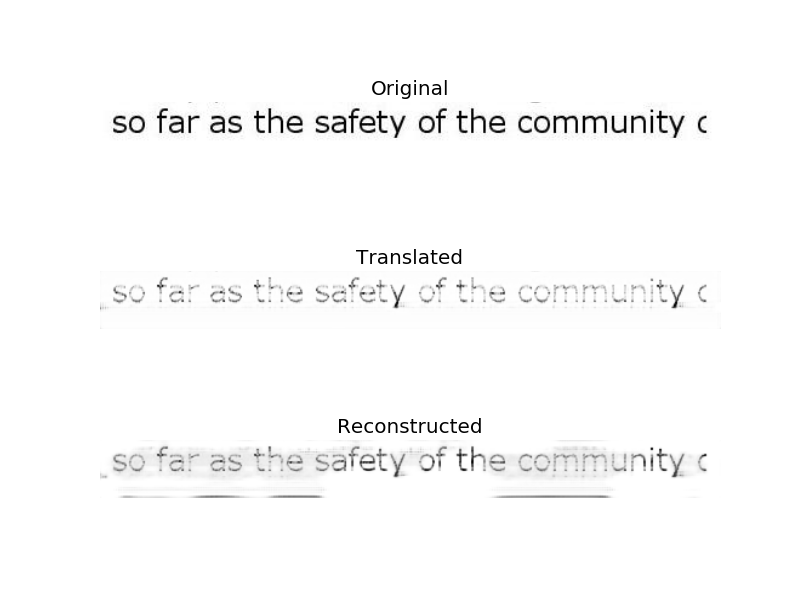 Original
so far as the safety of the community c
Translated
so far as the safety of the community c
Reconstructed
so far as the safety of the community c